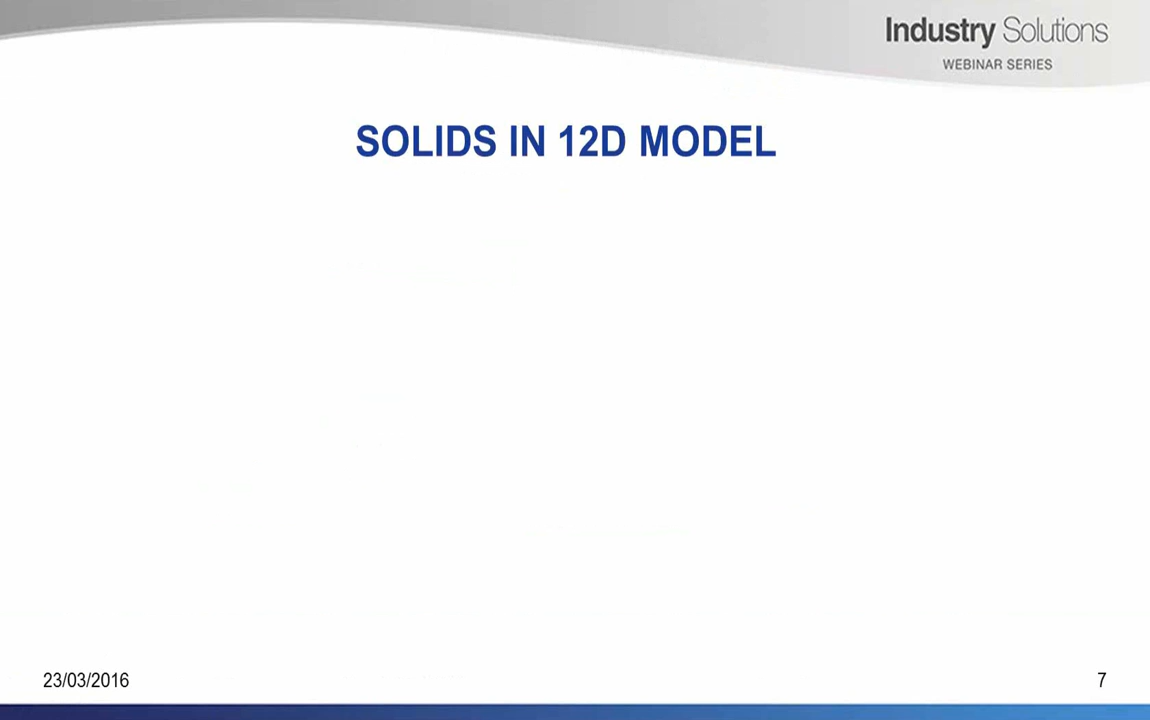 Industry Solutions
WEBINAR SERIES
SOLIDS IN 12D MODEL
23/03/2016
7